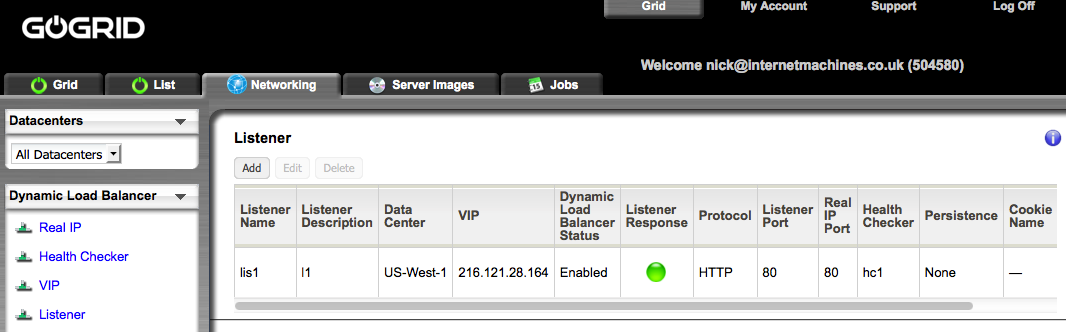 GOGRID
Grid My Account Support Log Off
Welcome nick@internetmachines.co.uk (504580)
Grid List Networking Server Images Jobs
Datacenters
All Datacenters
Dynamic Load Balancer
Real IP
Health Checker
VIP
Listener
Listener
Add Edit Delete
Listener Name Listener Description Data Center VIP Dynamic Load Balancer Status Listener Response Protocol Listener Port Real IP Port Health Checker Persistence Cookie Name
lis1 l1 US-West-1 216.121.28.164 Enabled HTTP 80 80 hc1 None —